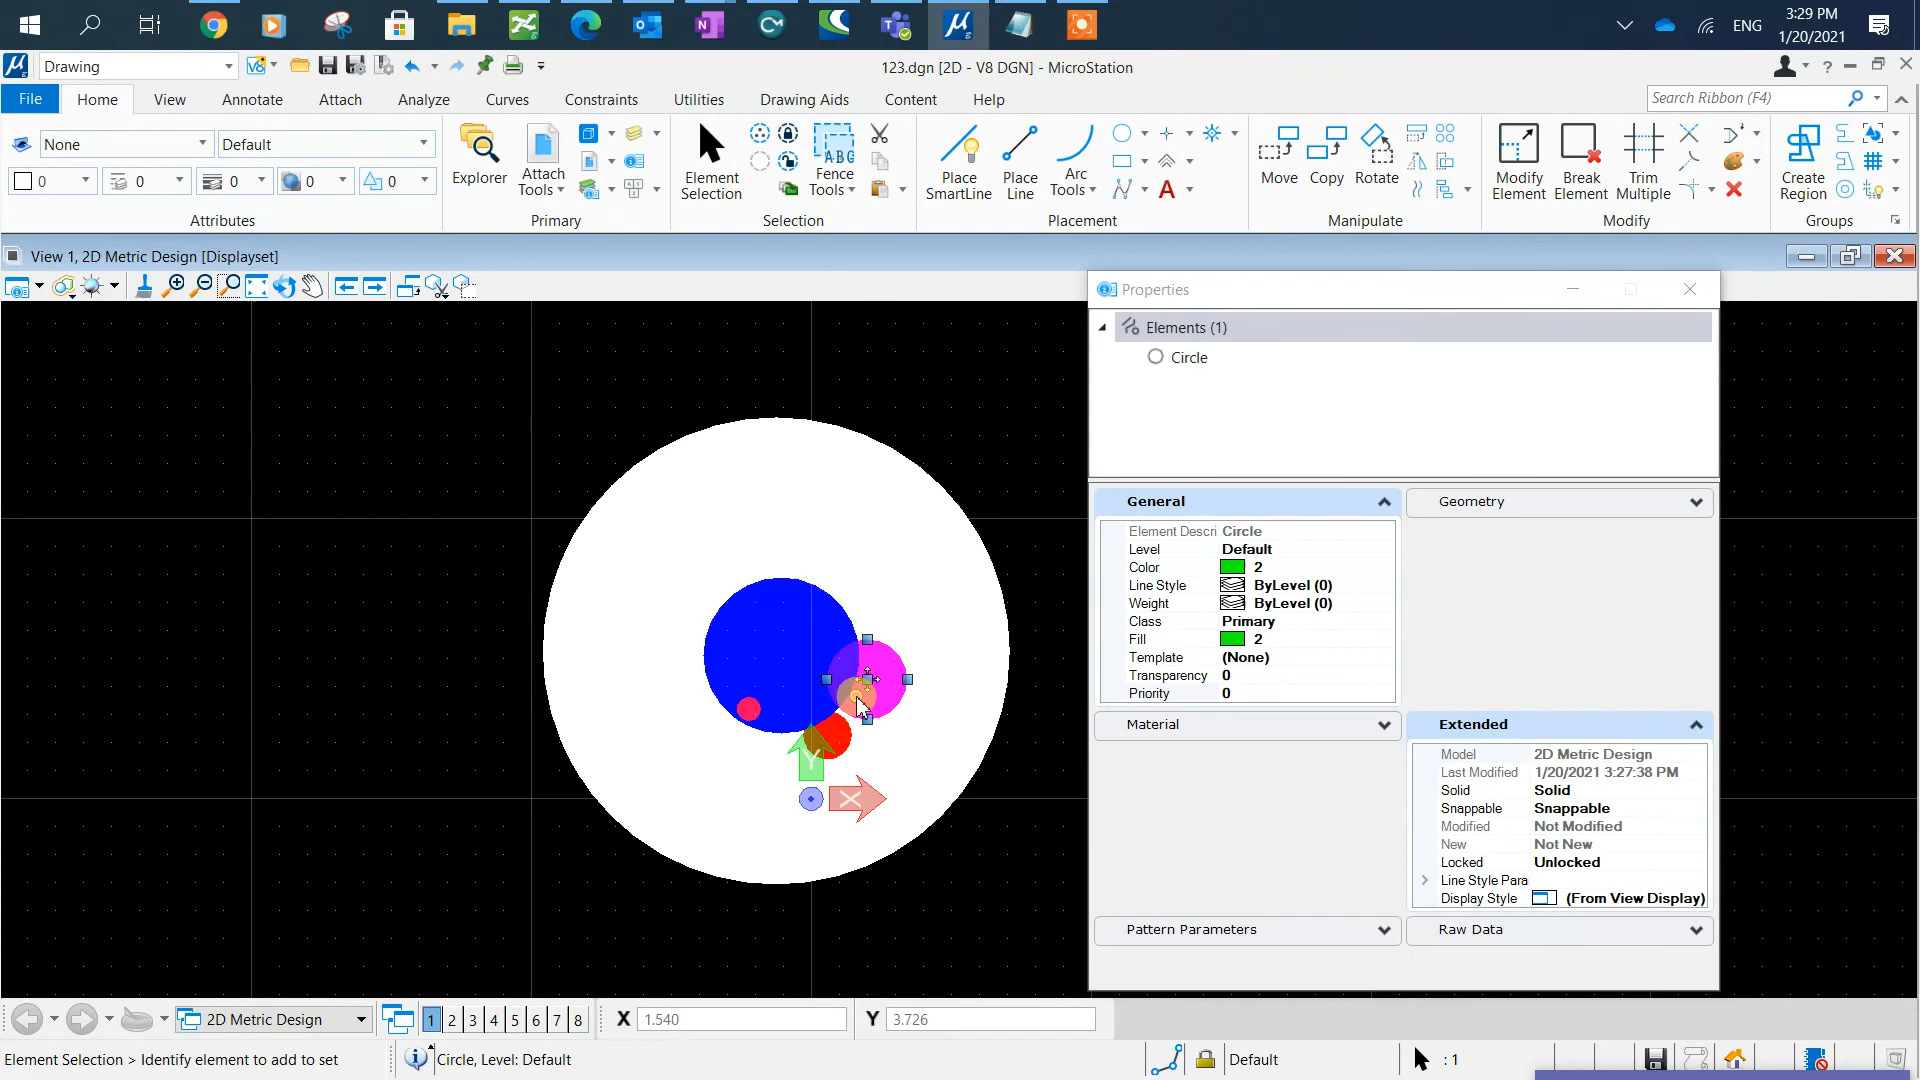 ENG
3:29 PM
1/20/2021
Drawing
123.dgn [2D - V8 DGN] - MicroStation
File
Home
View
Annotate
Attach
Analyze
Curves
Constraints
Utilities
Drawing Aids
Content
Help
Search Ribbon (F4)
None
Default
0
0
0
0
0
Attributes
Explorer
Attach Tools
Primary
Element Selection
Fence Tools
Selection
Place SmartLine
Place Line
Arc Tools
Placement
Move
Copy
Rotate
Manipulate
Modify Element
Break Element
Trim Multiple
Modify
Create Region
Groups
View 1, 2D Metric Design [Displayset]
Y
X
Properties
Elements (1)
Circle
General
Element Descri Circle
Level Default
Color 2
Line Style ByLevel (0)
Weight ByLevel (0)
Class Primary
Fill 2
Template (None)
Transparency 0
Priority 0
Geometry
Material
Extended
Model 2D Metric Design
Last Modified 1/20/2021 3:27:38 PM
Solid Solid
Snappable Snappable
Modified Not Modified
New Not New
Locked Unlocked
Line Style Para
Display Style (From View Display)
Pattern Parameters
Raw Data
2D Metric Design
1 2 3 4 5 6 7 8
X 1.540
Y 3.726
Element Selection > Identify element to add to set
Circle, Level: Default
Default
: 1